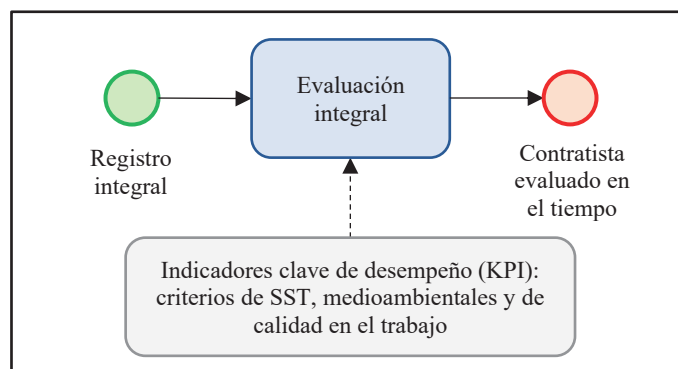 Evaluación
integral
Registro
integral
Contratista
evaluado en
el tiempo
Indicadores clave de desempeño (KPI):
criterios de SST, medioambientales y de
calidad en el trabajo